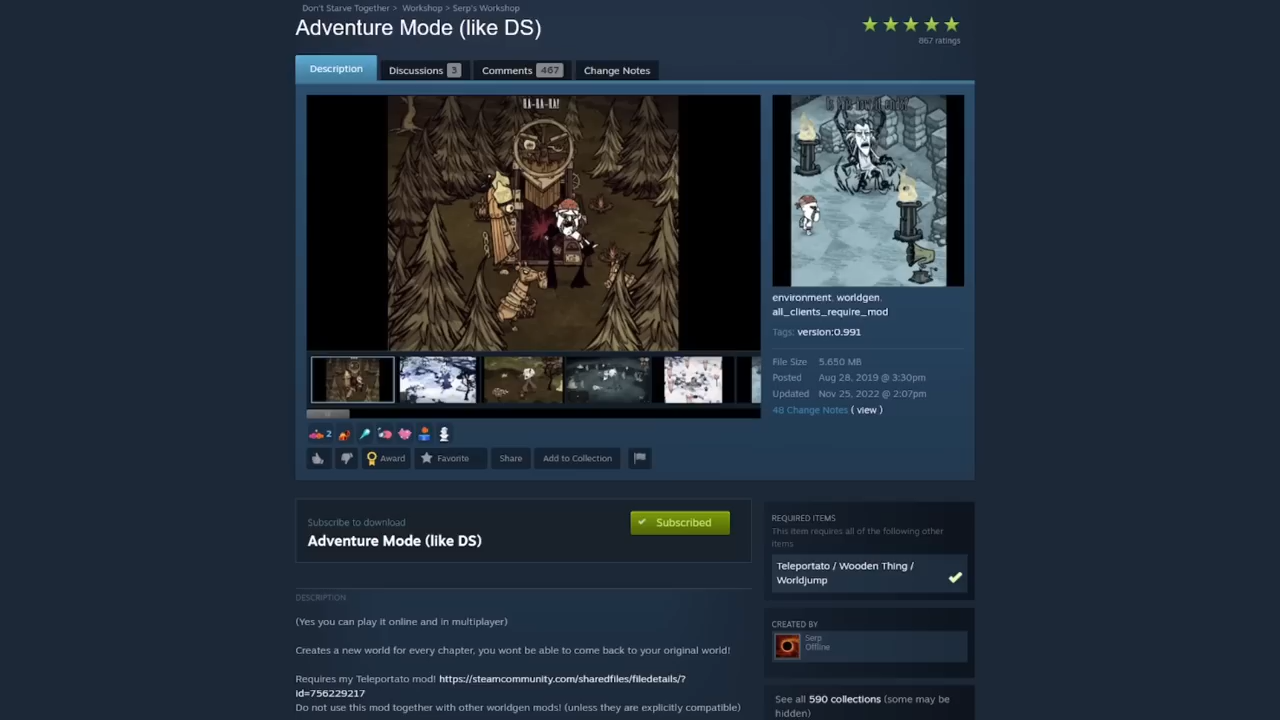 Don't Starve Together > Workshop > Serp's Workshop
Adventure Mode (like DS)
867 ratings
Description
Discussions 3
Comments 467
Change Notes
HA-HA-HA!
environment, worldgen,
all_clients_require_mod
Tags: version:0.991
File Size 5.650 MB
Posted Aug 28, 2019 @ 3:30pm
Updated Nov 25, 2022 @ 2:07pm
48 Change Notes ( view )
2
Award
Favorite
Share
Add to Collection
Subscribe to download
Adventure Mode (like DS)
Subscribed
REQUIRED ITEMS
This item requires all of the following other
items
Teleportato / Wooden Thing /
Worldjump
CREATED BY
Serp
Offline
See all 590 collections (some may be
hidden)
DESCRIPTION
(Yes you can play it online and in multiplayer)
Creates a new world for every chapter, you wont be able to come back to your original world!
Requires my Teleportato mod! https://steamcommunity.com/sharedfiles/filedetails/?
id=756229217
Do not use this mod together with other worldgen mods! (unless they are explicitly compatible)